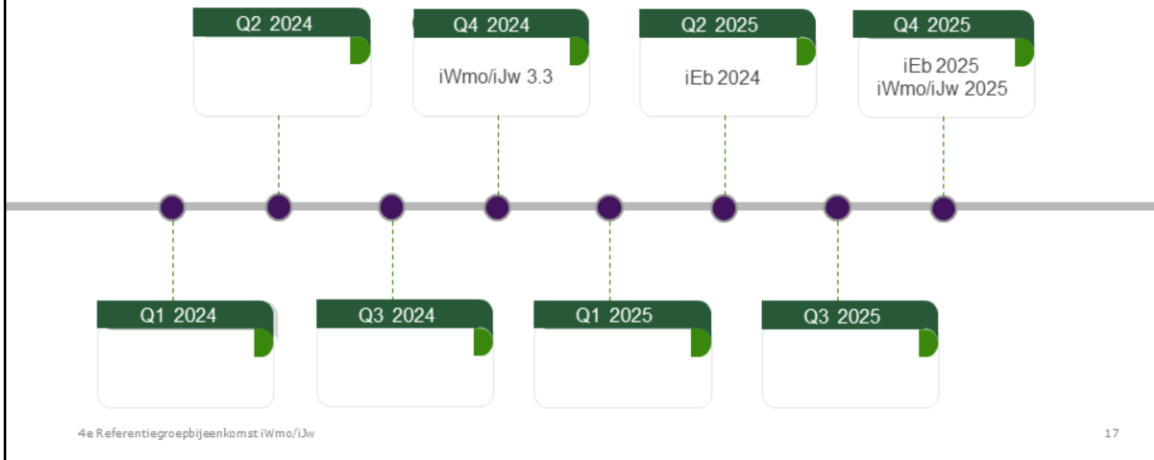 Q2 2024
Q4 2024
iWmo/iJw 3.3
Q2 2025
iEb 2024
Q4 2025
iEb 2025
iWmo/iJw 2025
Q1 2024
Q3 2024
Q1 2025
Q3 2025
4e Referentiegroepbijeenkomst iWmo/iJw
17